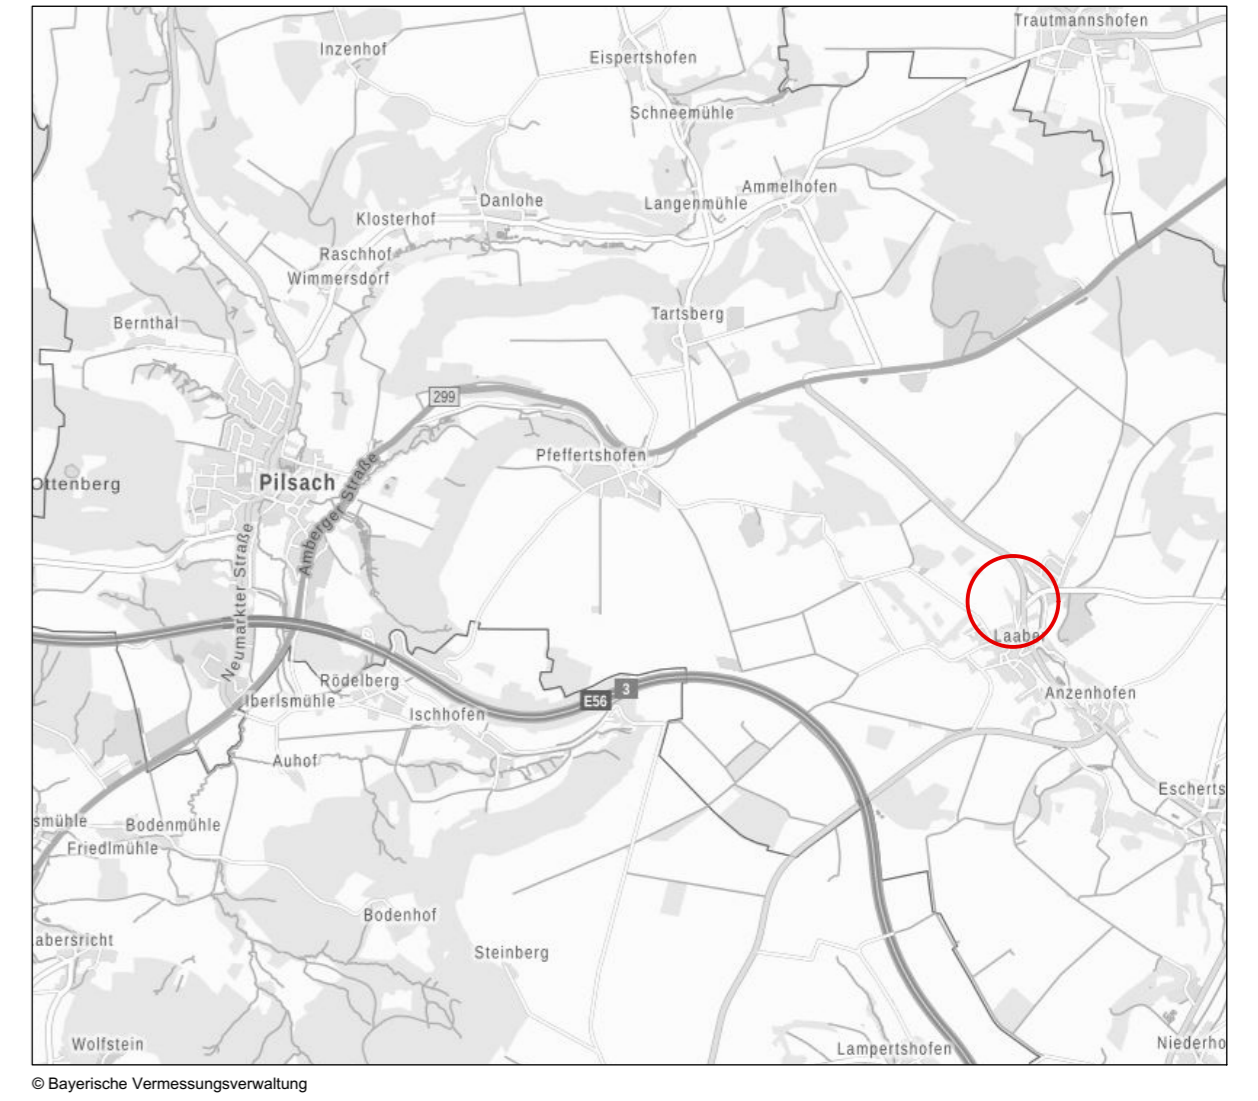 Trautmannshofen
Inzenhof
Eispertshofen
Schneemühle
Ammelhofen
Danlohe
Langenmühle
Klosterhof
Raschhof
Wimmersdorf
Tartsberg
Bernthal
299
Pfeffertshofen
Pilsach
Ottenberg
Amberger Straße
Neumarkter Straße
Laaber
Rödelberg
3
E56
Iberlsmühle
Ischhofen
Anzenhofen
Auhof
Escherts
smühle
Bodenmühle
Friedlmühle
Bodenhof
abersricht
Steinberg
Wolfstein
Lampertshofen
Niederho
© Bayerische Vermessungsverwaltung